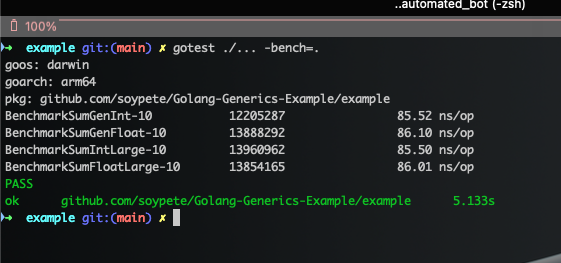 ..automated_bot (-zsh)
100%
➜ example git:(main) ✗ gotest ./... -bench=.
goos: darwin
goarch: arm64
pkg: github.com/soypete/Golang-Generics-Example/example
BenchmarkSumGenInt-10 12205287 85.52 ns/op
BenchmarkSumGenFloat-10 13888292 86.10 ns/op
BenchmarkSumIntLarge-10 13960962 85.50 ns/op
BenchmarkSumFloatLarge-10 13854165 86.01 ns/op
PASS
ok github.com/soypete/Golang-Generics-Example/example 5.133s
➜ example git:(main) ✗